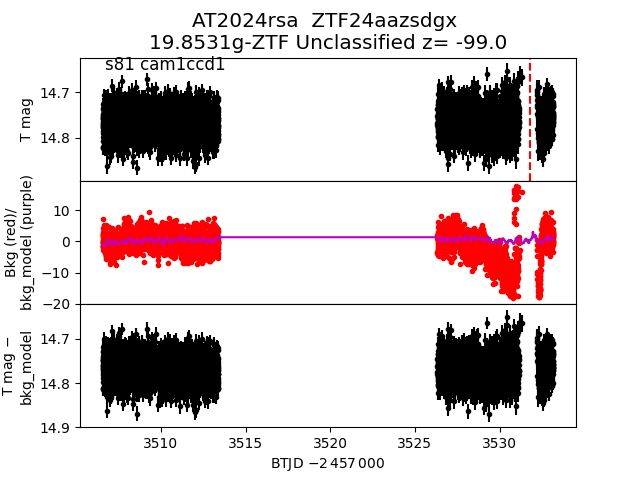 AT2024rsa  ZTF24aazsdgx
19.8531g-ZTF Unclassified z= -99.0
s81 cam1ccd1
T mag
14.7
14.8
Bkg (red)/
bkg_model (purple)
10
0
−10
−20
T mag −
bkg_model
14.7
14.8
14.9
3510
3515
3520
3525
3530
BTJD −2 457 000